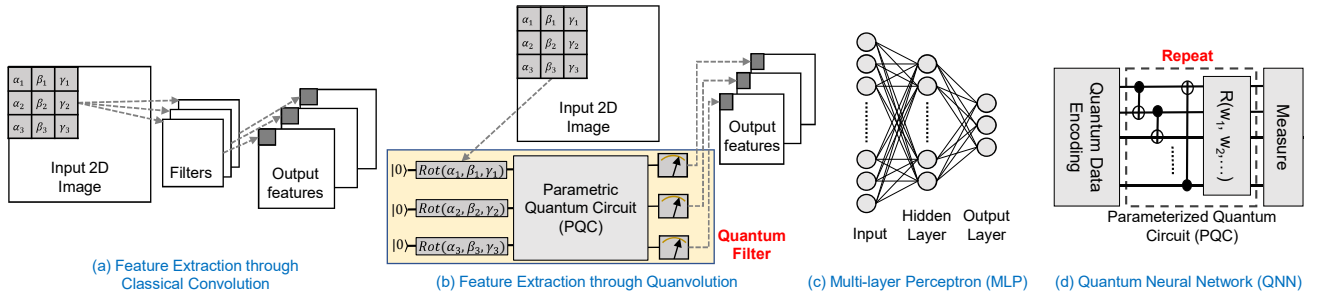 α₁ β₁ γ₁
α₂ β₂ γ₂
α₃ β₃ γ₃
Input 2D
Image
Filters
Output
features
(a) Feature Extraction through
Classical Convolution
α₁ β₁ γ₁
α₂ β₂ γ₂
α₃ β₃ γ₃
Input 2D
Image
Output
features
|0⟩ Rot(α₁, β₁, γ₁)
|0⟩ Rot(α₂, β₂, γ₂)
|0⟩ Rot(α₃, β₃, γ₃)
Parametric
Quantum Circuit
(PQC)
Quantum
Filter
(b) Feature Extraction through Quanvolution
Input
Hidden
Layer
Output
Layer
(c) Multi-layer Perceptron (MLP)
Repeat
Quantum Data
Encoding
R(w₁, w₂,...)
Measure
Parameterized Quantum
Circuit (PQC)
(d) Quantum Neural Network (QNN)